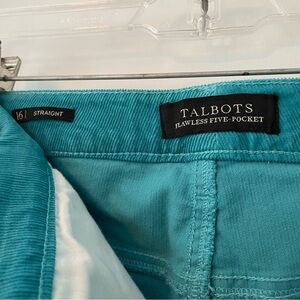 16 | STRAIGHT
TALBOTS
FLAWLESS FIVE-POCKET